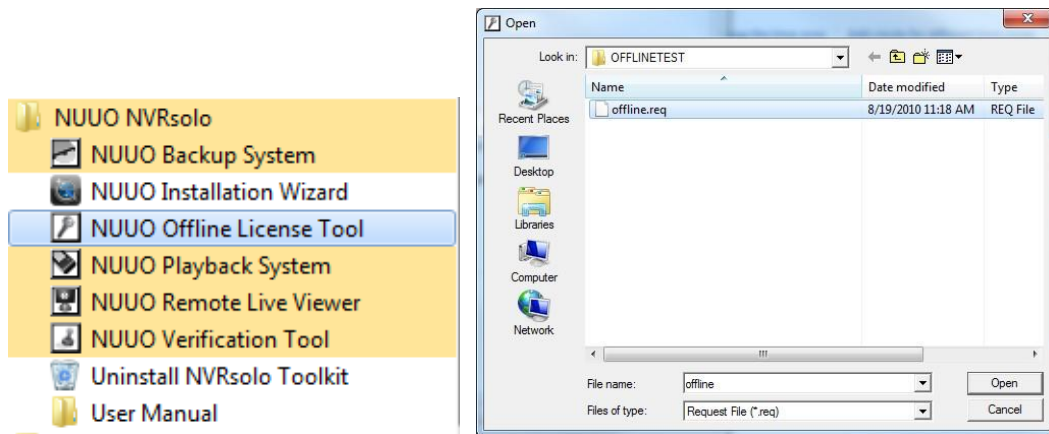 NUUO NVRsolo
NUUO Backup System
NUUO Installation Wizard
NUUO Offline License Tool
NUUO Playback System
NUUO Remote Live Viewer
NUUO Verification Tool
Uninstall NVRsolo Toolkit
User Manual
Open
Look in: OFFLINETEST
Name Date modified Type
offline.req 8/19/2010 11:18 AM REQ File
Recent Places
Desktop
Libraries
Computer
Network
File name: offline Open
Files of type: Request File (*.req) Cancel